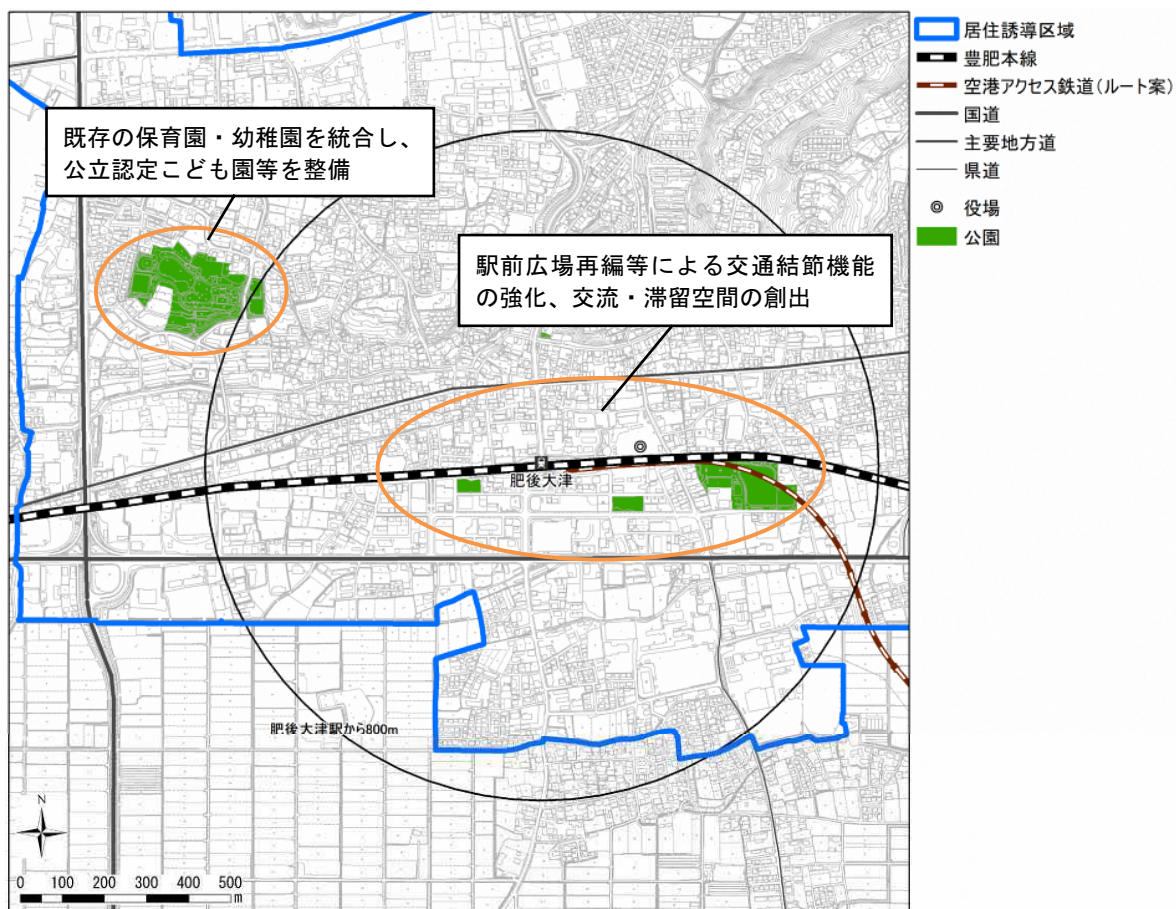 既存の保育園・幼稚園を統合し、
公立認定こども園等を整備
駅前広場再編等による交通結節機能
の強化、交流・滞留空間の創出
肥後大津
肥後大津駅から800m
N
0 100 200 300 400 500
m
居住誘導区域
豊肥本線
空港アクセス鉄道(ルート案)
国道
主要地方道
県道
役場
公園